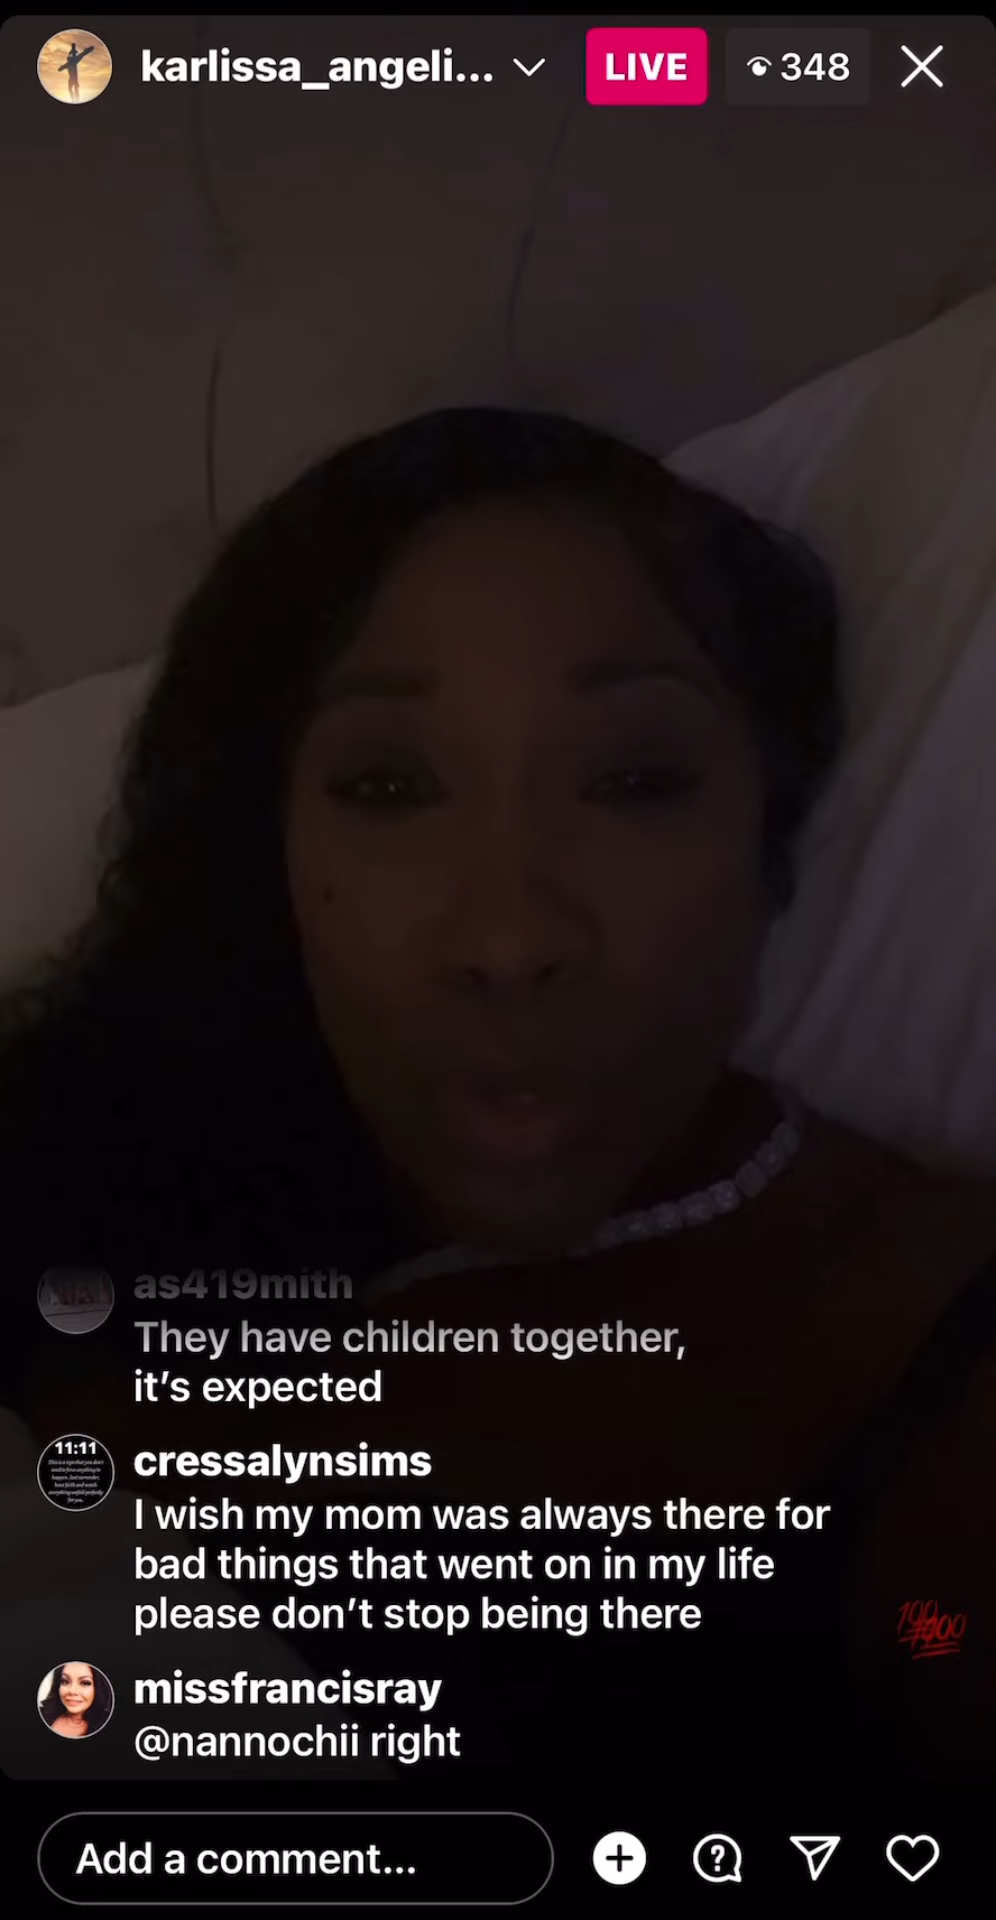 karlissa_angeli...
LIVE
348
as419mith
They have children together,
it's expected
11:11
cressalynsims
I wish my mom was always there for
bad things that went on in my life
please don't stop being there
100
100
missfrancisray
@nannochii right
Add a comment...